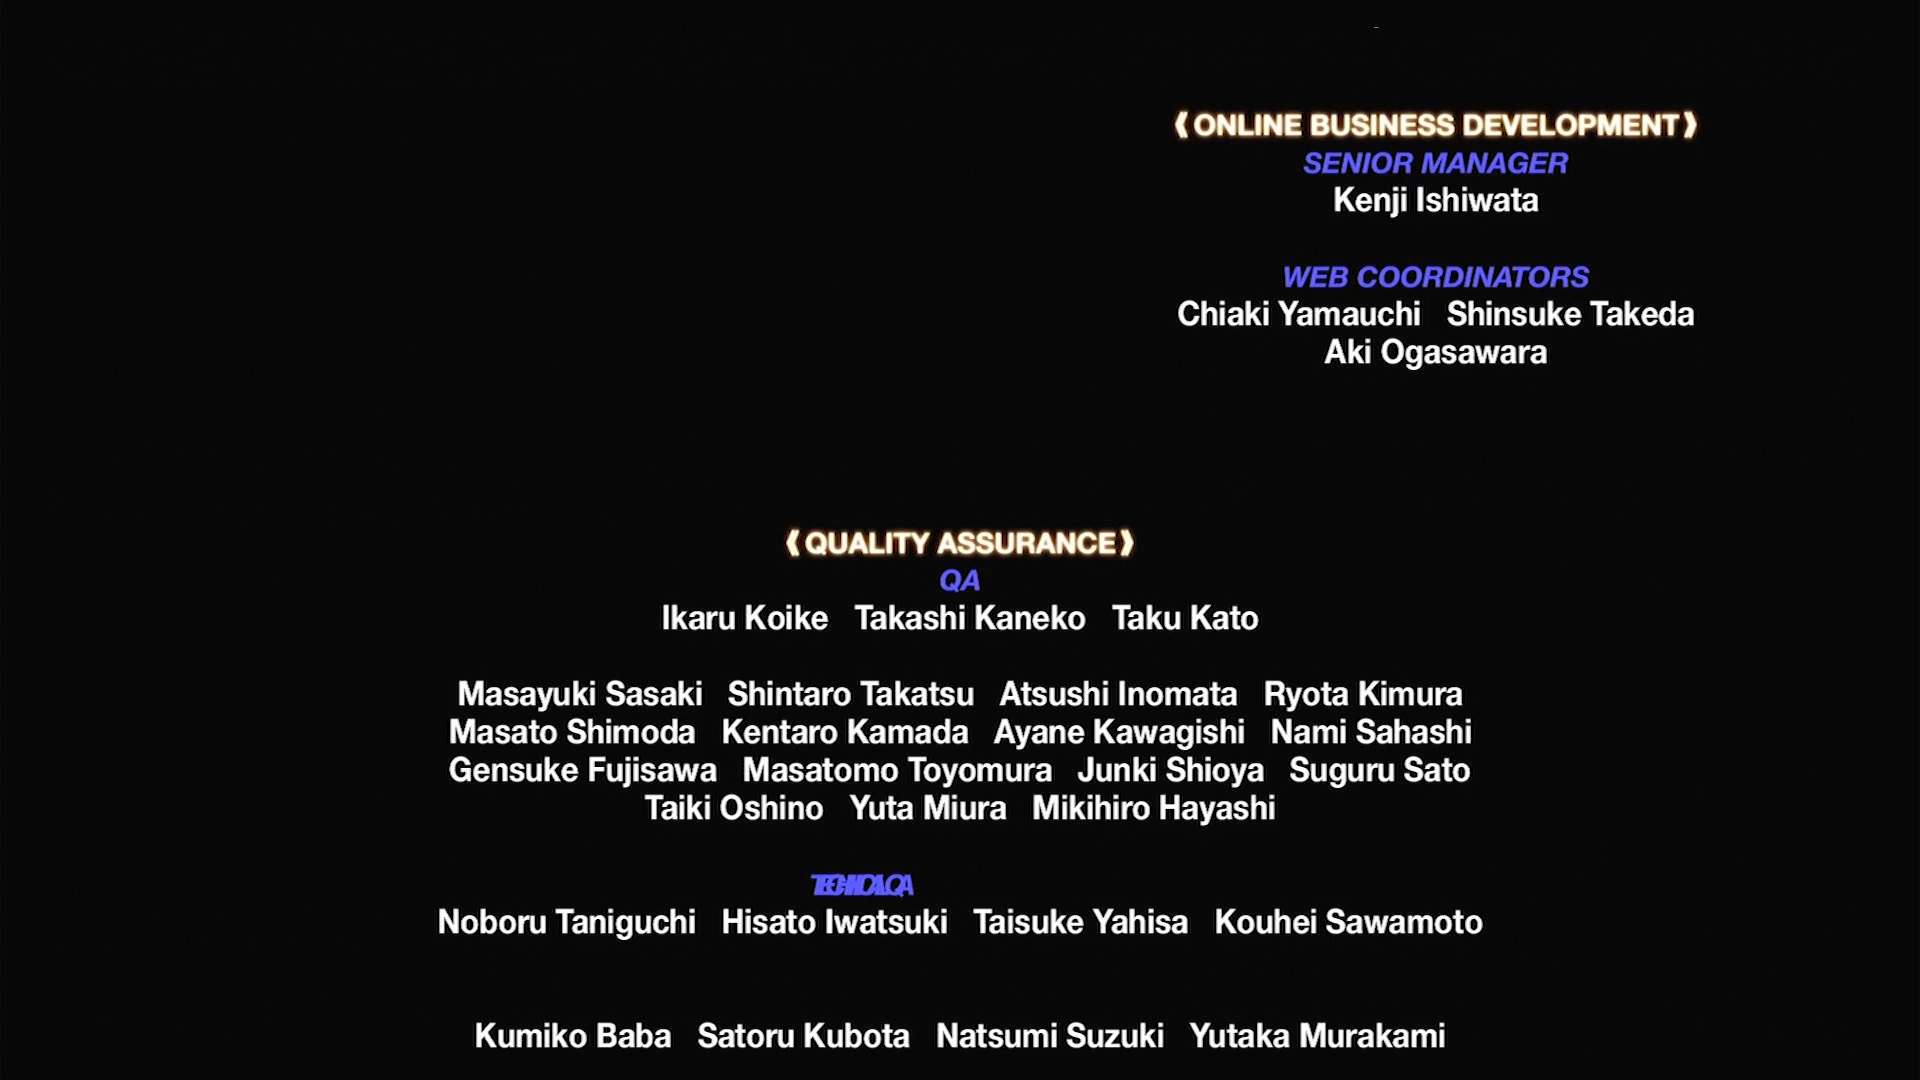 《ONLINE BUSINESS DEVELOPMENT》
SENIOR MANAGER
Kenji Ishiwata
WEB COORDINATORS
Chiaki Yamauchi Shinsuke Takeda
Aki Ogasawara
《QUALITY ASSURANCE》
QA
Ikaru Koike Takashi Kaneko Taku Kato
Masayuki Sasaki Shintaro Takatsu Atsushi Inomata Ryota Kimura
Masato Shimoda Kentaro Kamada Ayane Kawagishi Nami Sahashi
Gensuke Fujisawa Masatomo Toyomura Junki Shioya Suguru Sato
Taiki Oshino Yuta Miura Mikihiro Hayashi
TECHNICAL QA
Noboru Taniguchi Hisato Iwatsuki Taisuke Yahisa Kouhei Sawamoto
Kumiko Baba Satoru Kubota Natsumi Suzuki Yutaka Murakami